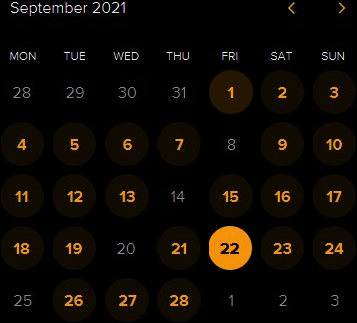 September 2021
MON TUE WED THU FRI SAT SUN
28 29 30 31 1 2 3
4 5 6 7 8 9 10
11 12 13 14 15 16 17
18 19 20 21 22 23 24
25 26 27 28 1 2 3